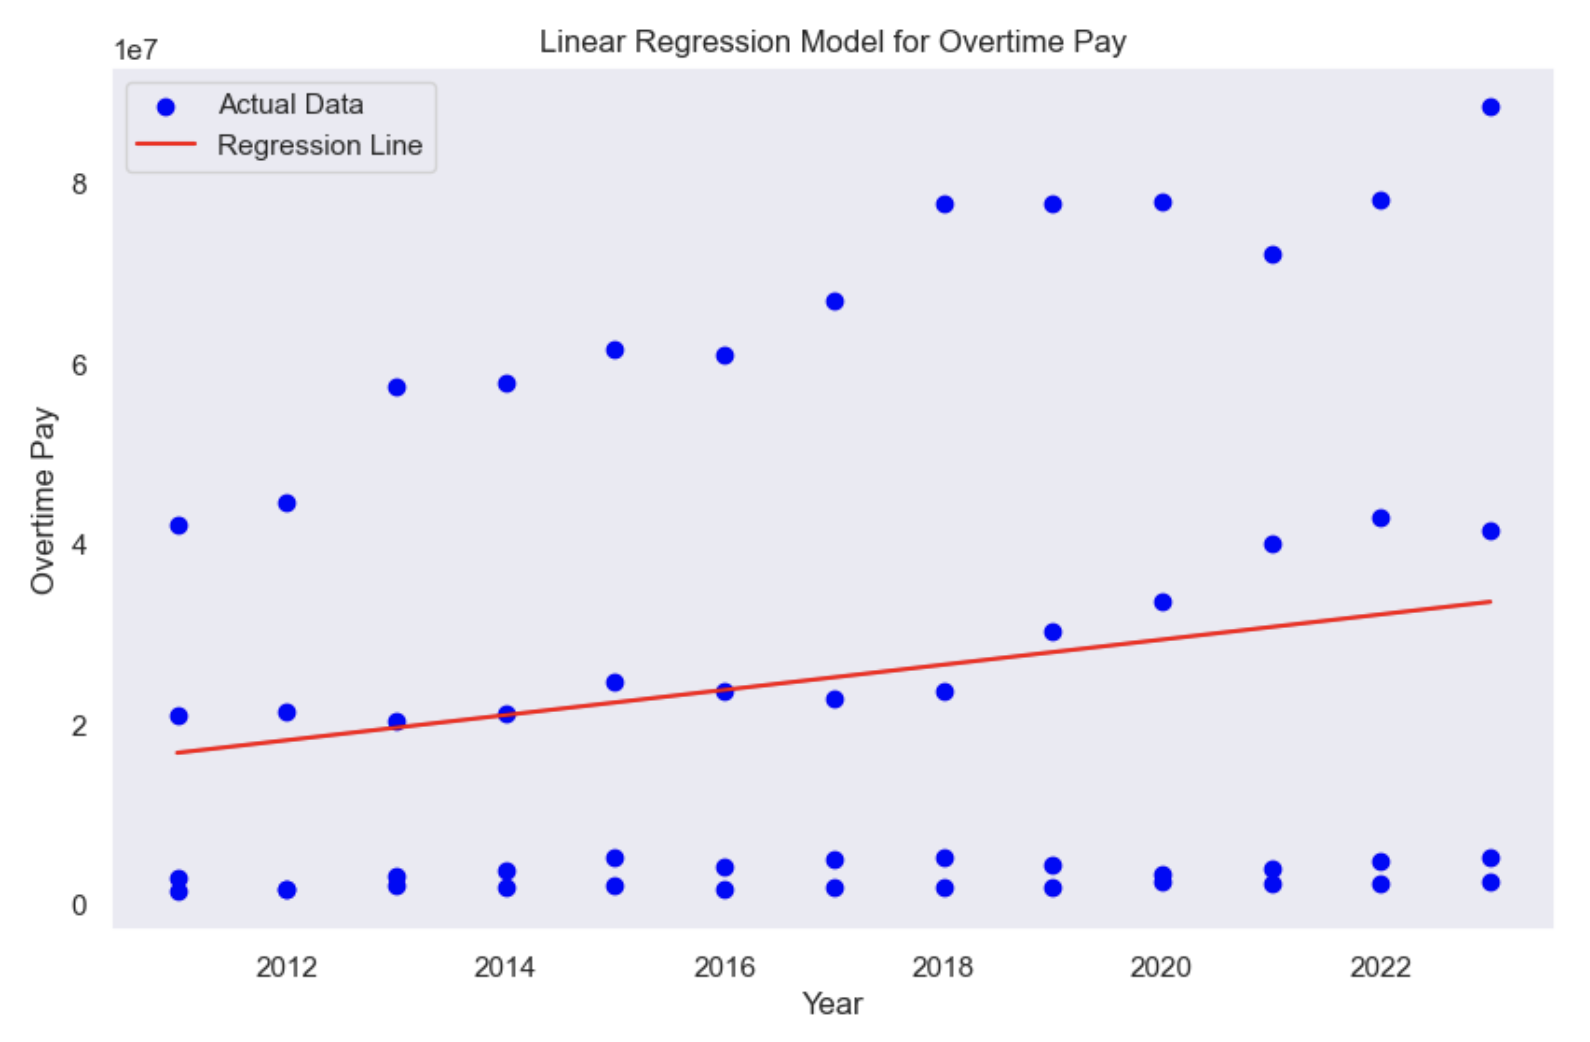 Linear Regression Model for Overtime Pay
1e7
Actual Data
Regression Line
8
6
4
2
0
Overtime Pay
2012 2014 2016 2018 2020 2022
Year